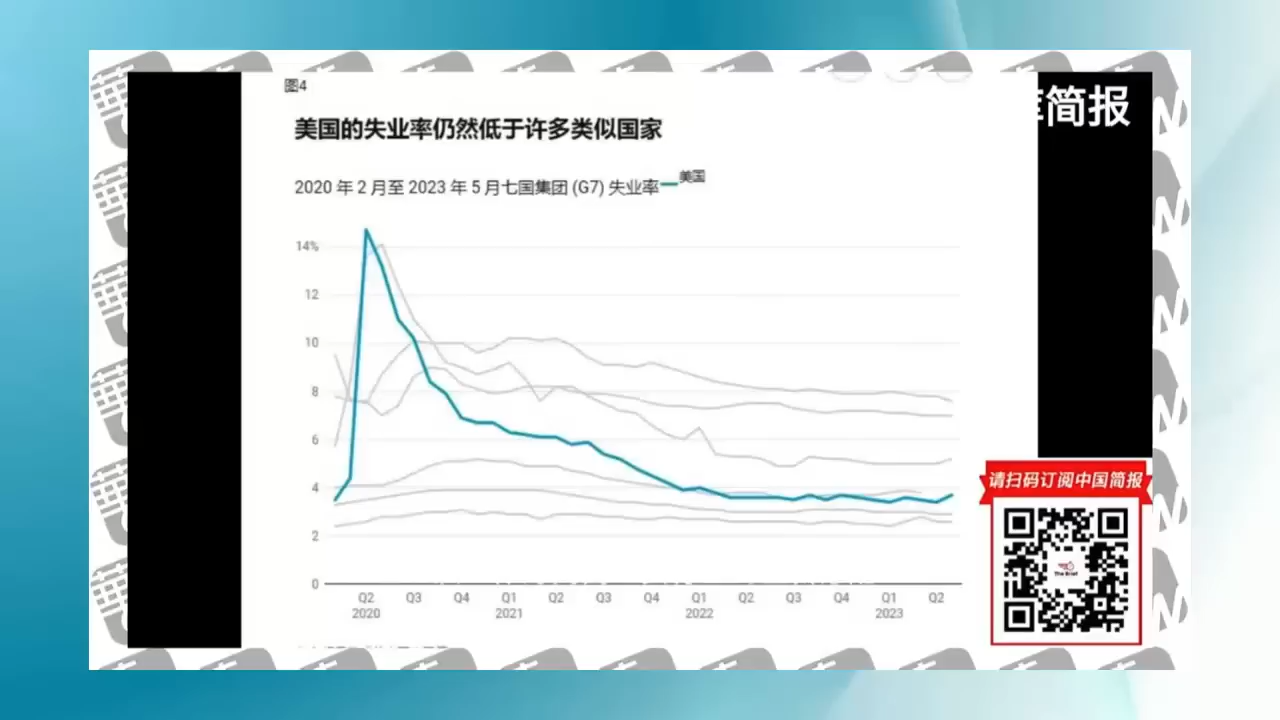 图4
简报
美国的失业率仍然低于许多类似国家
2020 年 2 月至 2023 年 5 月七国集团 (G7) 失业率 美国
14%
12
10
8
6
4
2
0
Q2 Q3 Q4 Q1 Q2 Q3 Q4 Q1 Q2 Q3 Q4 Q1 Q2
2020 2021 2022 2023
请扫码订阅中国简报
The Brief